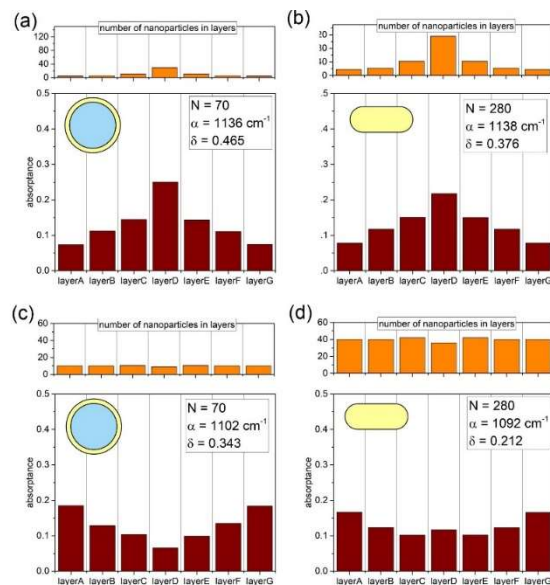 (a)
number of nanoparticles in layers
120
80
40
0
0.5
0.4
0.3
0.2
0.1
0.0
absorptance
N = 70
α = 1136 cm⁻¹
δ = 0.465
layerA layerB layerC layerD layerE layerF layerG
(b)
number of nanoparticles in layers
.4
.3
.2
.1
.0
N = 280
α = 1138 cm⁻¹
δ = 0.376
layerA layerB layerC layerD layerE layerF layerG
(c)
number of nanoparticles in layers
60
40
20
0
0.5
0.4
0.3
0.2
0.1
0.0
absorptance
N = 70
α = 1102 cm⁻¹
δ = 0.343
layerA layerB layerC layerD layerE layerF layerG
(d)
number of nanoparticles in layers
60
40
20
0
0.5
0.4
0.3
0.2
0.1
0.0
N = 280
α = 1092 cm⁻¹
δ = 0.212
layerA layerB layerC layerD layerE layerF layerG